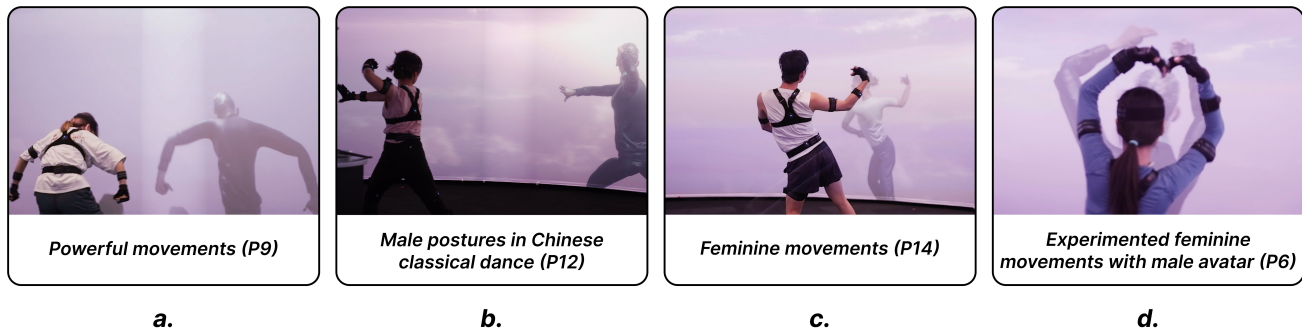 Powerful movements (P9)
Male postures in Chinese
classical dance (P12)
Feminine movements (P14)
Experimented feminine
movements with male avatar (P6)
a.
b.
c.
d.